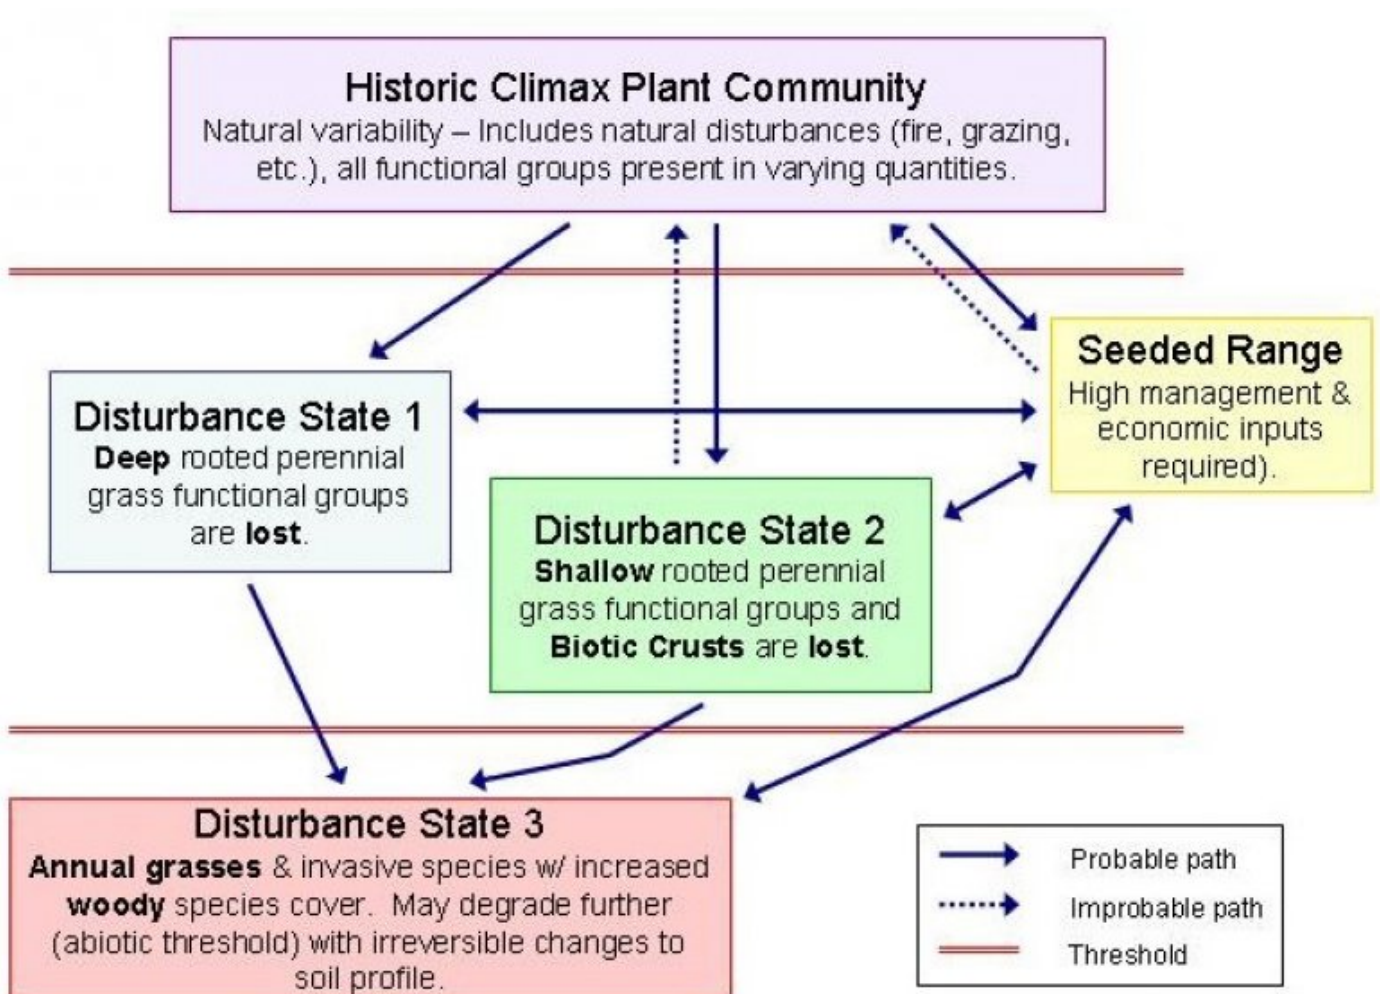 Historic Climax Plant Community
Natural variability – Includes natural disturbances (fire, grazing,
etc.), all functional groups present in varying quantities.
Seeded Range
High management &
economic inputs
required).
Disturbance State 1
Deep rooted perennial
grass functional groups
are lost.
Disturbance State 2
Shallow rooted perennial
grass functional groups and
Biotic Crusts are lost.
Disturbance State 3
Annual grasses & invasive species w/ increased
woody species cover. May degrade further
(abiotic threshold) with irreversible changes to
soil profile.
Probable path
Improbable path
Threshold